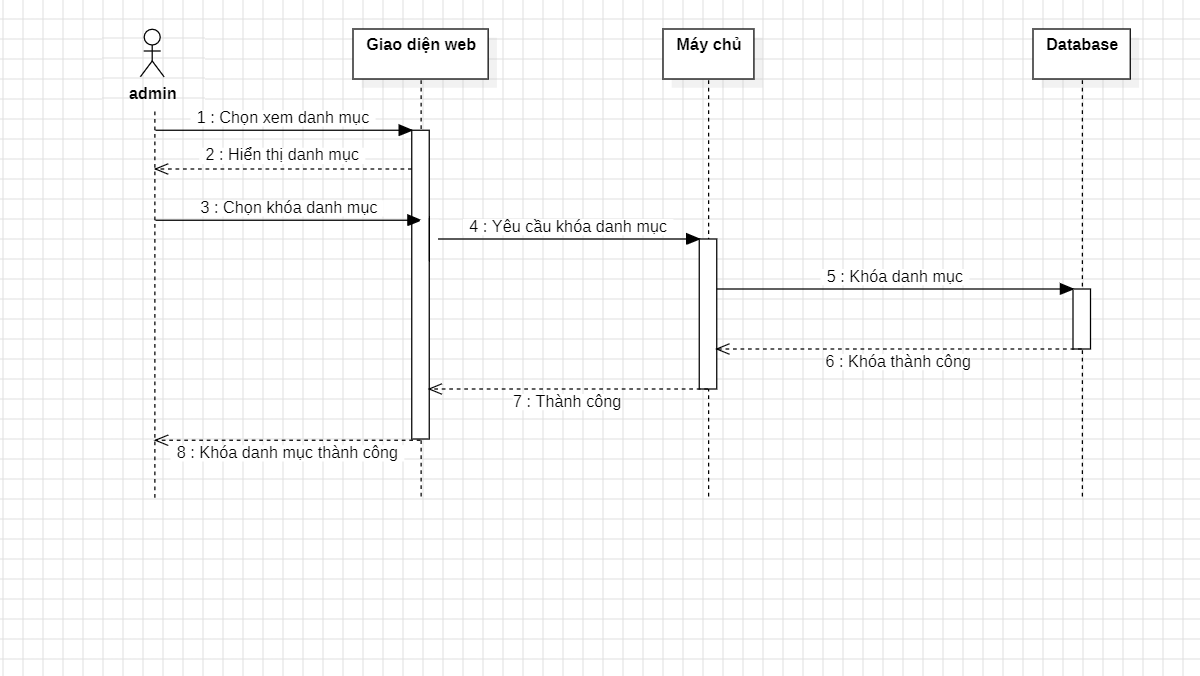 Giao diện web
Máy chủ
Database
admin
1 : Chọn xem danh mục
2 : Hiển thị danh mục
3 : Chọn khóa danh mục
4 : Yêu cầu khóa danh mục
5 : Khóa danh mục
6 : Khóa thành công
7 : Thành công
8 : Khóa danh mục thành công